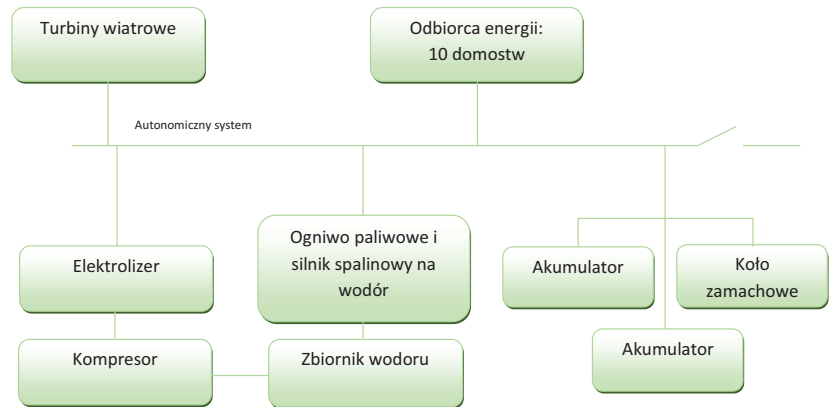 Turbiny wiatrowe
Odbiorca energii:
10 domostw
Autonomiczny system
Elektrolizer
Ogniwo paliwowe i
silnik spalinowy na
wodór
Akumulator
Koło
zamachowe
Kompresor
Zbiornik wodoru
Akumulator